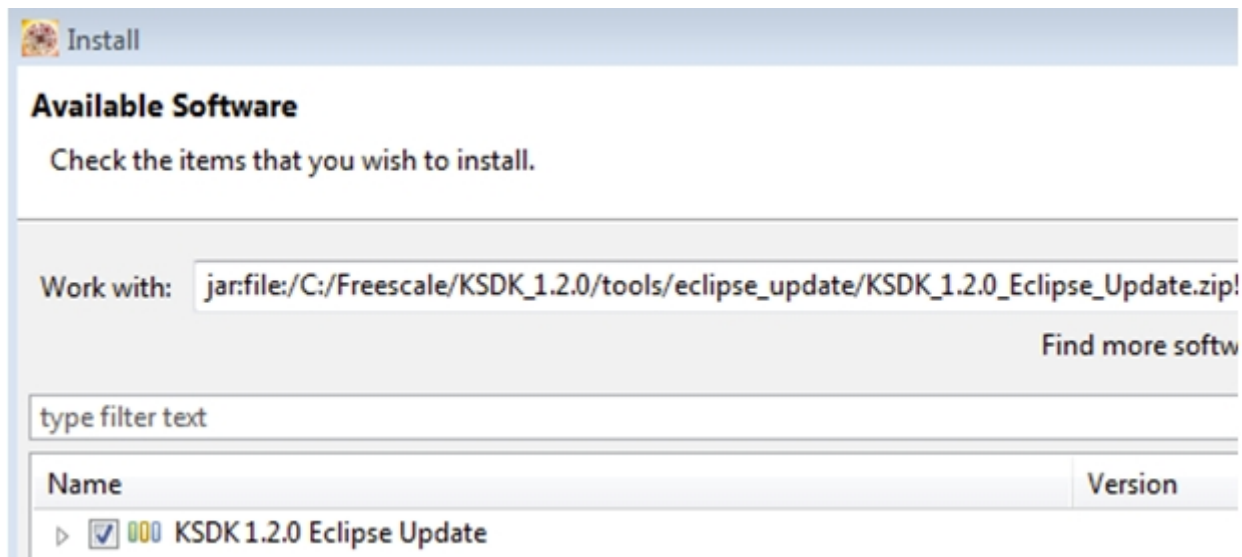 Install
Available Software
Check the items that you wish to install.
Work with: jar:file:/C:/Freescale/KSDK_1.2.0/tools/eclipse_update/KSDK_1.2.0_Eclipse_Update.zip!
Find more softw
type filter text
Name Version
KSDK 1.2.0 Eclipse Update